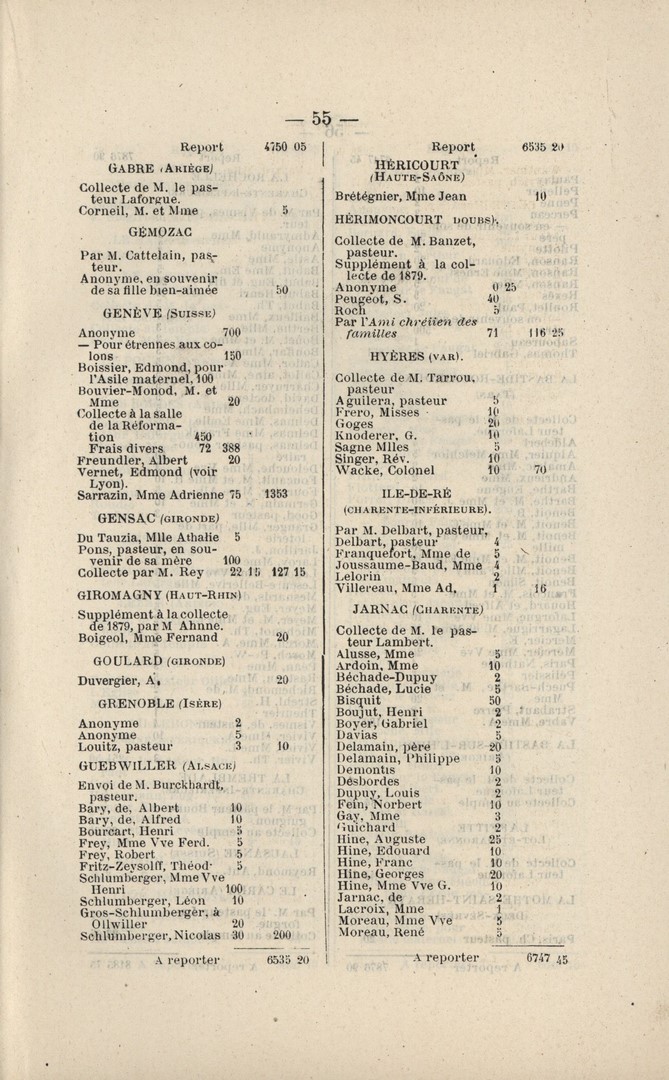 — 55 —
Report 4750 05
GABRE (ARIÈGE)
Collecte de M. le pas-
teur Laforgue.
Corneil, M. et Mme 5
GÉMOZAC
Par M. Cattelain, pas-
teur.
Anonyme, en souvenir
de sa fille bien-aimée 50
GENÈVE (SUISSE)
Anonyme 700
— Pour étrennes aux co-
lons 150
Boissier, Edmond, pour
l'Asile maternel, 100
Bouvier-Monod, M. et
Mme 20
Collecte à la salle
de la Réforma-
tion 450
Frais divers 72 388
Freundler, Albert 20
Vernet, Edmond (voir
Lyon).
Sarrazin, Mme Adrienne 75 1353
GENSAC (GIRONDE)
Du Tauzia, Mlle Athalie 5
Pons, pasteur, en sou-
venir de sa mère 100
Collecte par M. Rey 22 15 127 15
GIROMAGNY (HAUT-RHIN)
Supplément à la collecte
de 1879, par M Ahnne.
Boigeol, Mme Fernand 20
GOULARD (GIRONDE)
Duvergier, A. 20
GRENOBLE (ISÈRE)
Anonyme 2
Anonyme 5
Louitz, pasteur 3 10
GUEBWILLER (ALSACE)
Envoi de M. Burckhardt,
pasteur.
Bary, de, Albert 10
Bary, de, Alfred 10
Bourcart, Henri 5
Frey, Mme Vve Ferd. 5
Frey, Robert 5
Fritz-Zeysolff, Théod· 5
Schlumberger, Mme Vve
Henri 100
Schlumberger, Léon 10
Gros-Schlumberger, à
Ollwiller 20
Schlumberger, Nicolas 30 200
A reporter 6535 20
Report 6535 20
HÉRICOURT
(HAUTE-SAÔNE)
Brétégnier, Mme Jean 10
HÉRIMONCOURT DOUBS).
Collecte de M. Banzet,
pasteur.
Supplément à la col-
lecte de 1879.
Anonyme 0 25
Peugeot, S. 40
Roch 5
Par l'Ami chrétien des
familles 71 116 25
HYÈRES (VAR).
Collecte de M. Tarrou,
pasteur
Aguilera, pasteur 5
Frero, Misses 10
Goges 20
Knoderer, G. 10
Sagne Mlles 5
Singer, Rév. 10
Wacke, Colonel 10 70
ILE-DE-RÉ
(CHARENTE-INFÉRIEURE).
Par M. Delbart, pasteur,
Delbart, pasteur 4
Franquefort, Mme de 5
Joussaume-Baud, Mme 4
Lelorin 2
Villereau, Mme Ad, 1 16
JARNAC (CHARENTE)
Collecte de M. le pas-
teur Lambert.
Alusse, Mme 5
Ardoin, Mme 10
Béchade-Dupuy 2
Béchade, Lucie 5
Bisquit 50
Boujut, Henri 2
Boyer, Gabriel 2
Davias 5
Delamain, père 20
Delamain, Philippe 5
Demontis 10
Désbordes 2
Dupuy, Louis 2
Fein, Norbert 10
Gay, Mme 3
Guichard 2
Hine, Auguste 25
Hine, Edouard 10
Hine, Franc 10
Hine, Georges 20
Hine, Mme Vve G. 10
Jarnac, de 2
Lacroix, Mme 1
Moreau, Mme Vve 5
Moreau, René 5
A reporter 6747 45